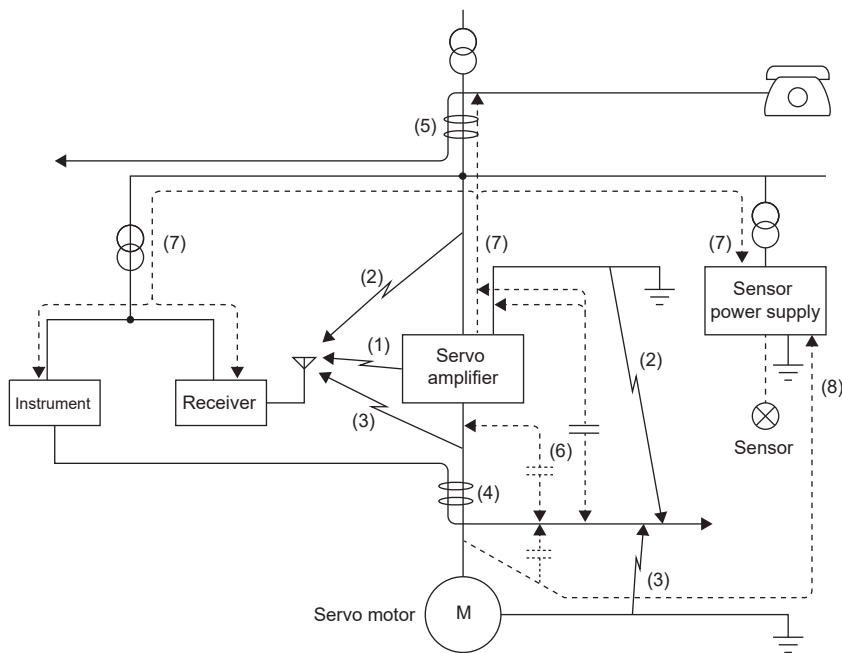 (5)
(7)
(7)
(7)
(2)
Sensor
power supply
(1)
Servo
amplifier
(2)
(8)
Instrument
Receiver
(3)
Sensor
(6)
(4)
(3)
Servo motor
M